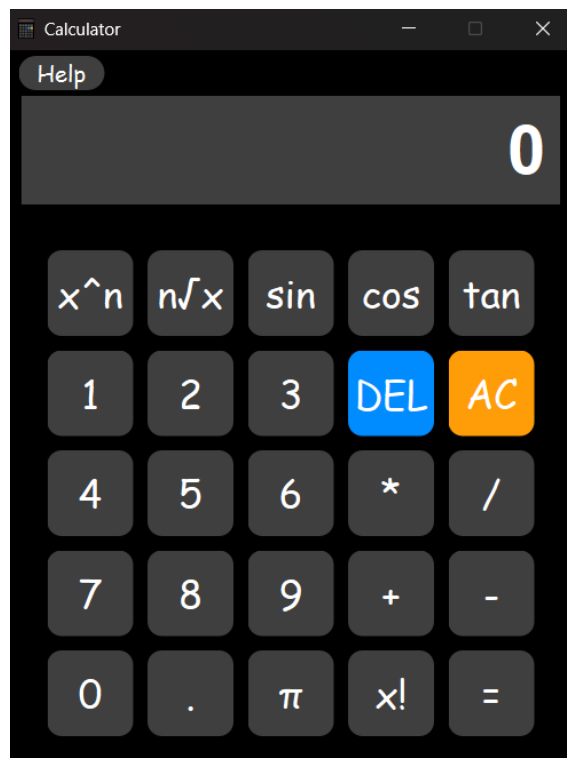 Calculator
Help
0
x^n n√x sin cos tan
1 2 3 DEL AC
4 5 6 * /
7 8 9 + -
0 . π x! =